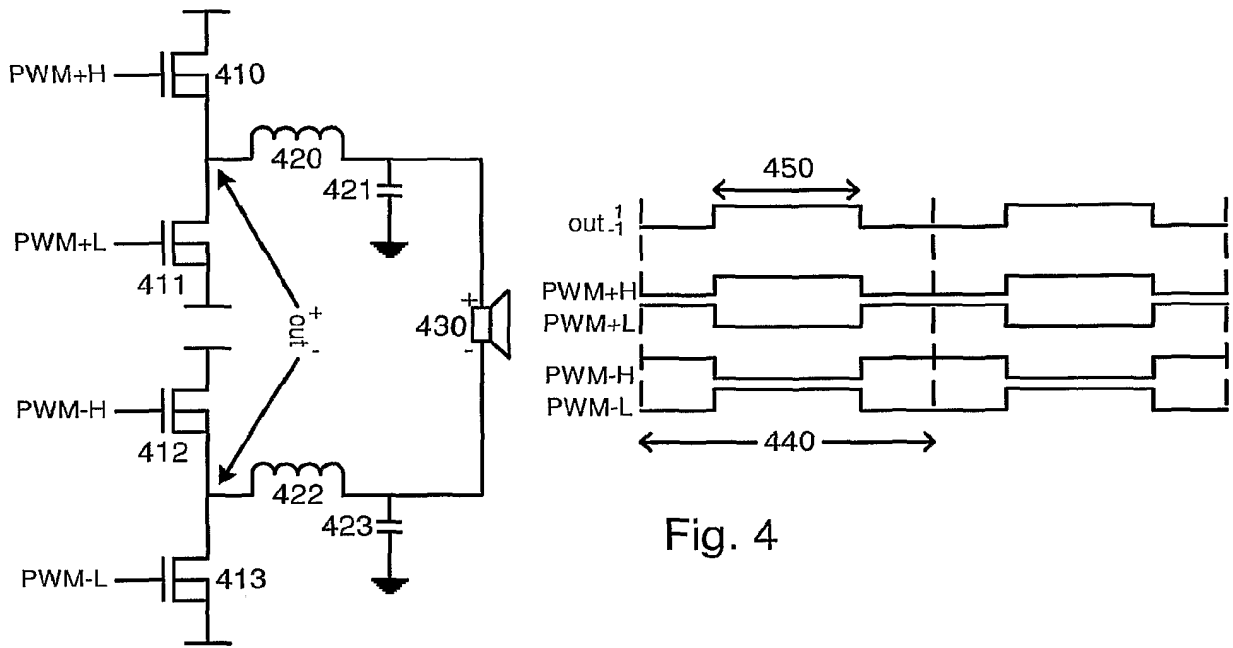 PWM+H
410
420
421
PWM+L
411
+
out
-
+
430
-
PWM-H
412
422
423
PWM-L
413
450
out 1
-1
PWM+H
PWM+L
PWM-H
PWM-L
440
Fig. 4